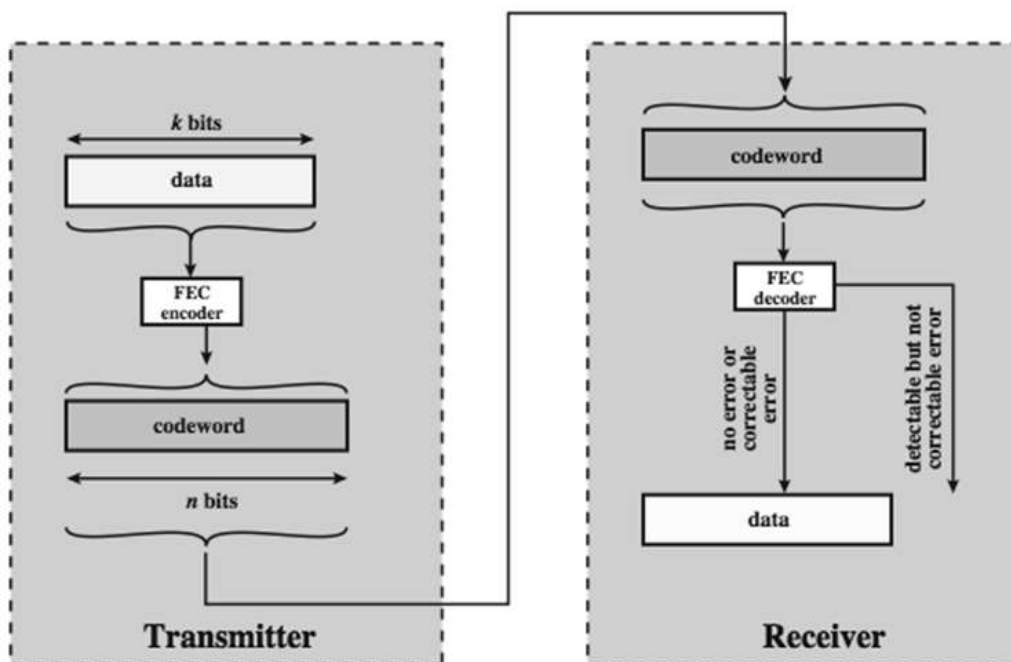 k bits
data
FEC
encoder
codeword
n bits
Transmitter
codeword
FEC
decoder
no error or
correctable
error
detectable but not
correctable error
data
Receiver